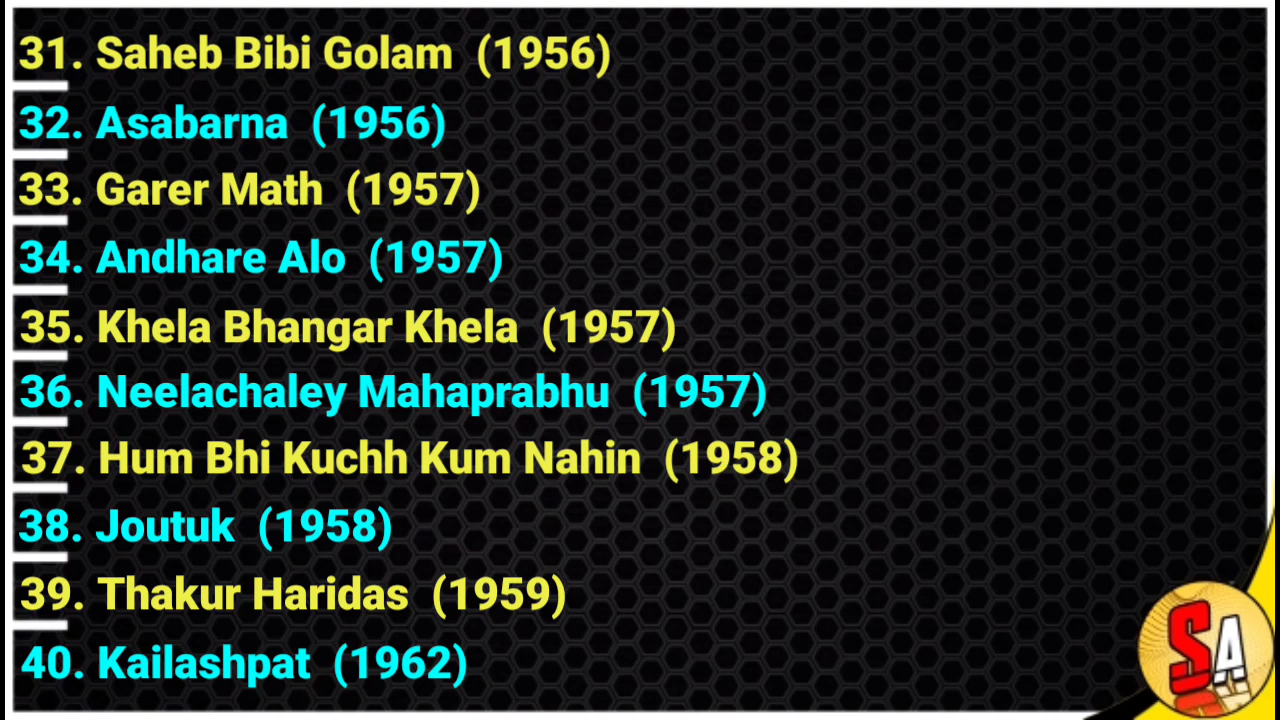 31. Saheb Bibi Golam (1956)
32. Asabarna (1956)
33. Garer Math (1957)
34. Andhare Alo (1957)
35. Khela Bhangar Khela (1957)
36. Neelachaley Mahaprabhu (1957)
37. Hum Bhi Kuchh Kum Nahin (1958)
38. Joutuk (1958)
39. Thakur Haridas (1959)
40. Kailashpat (1962)
SA